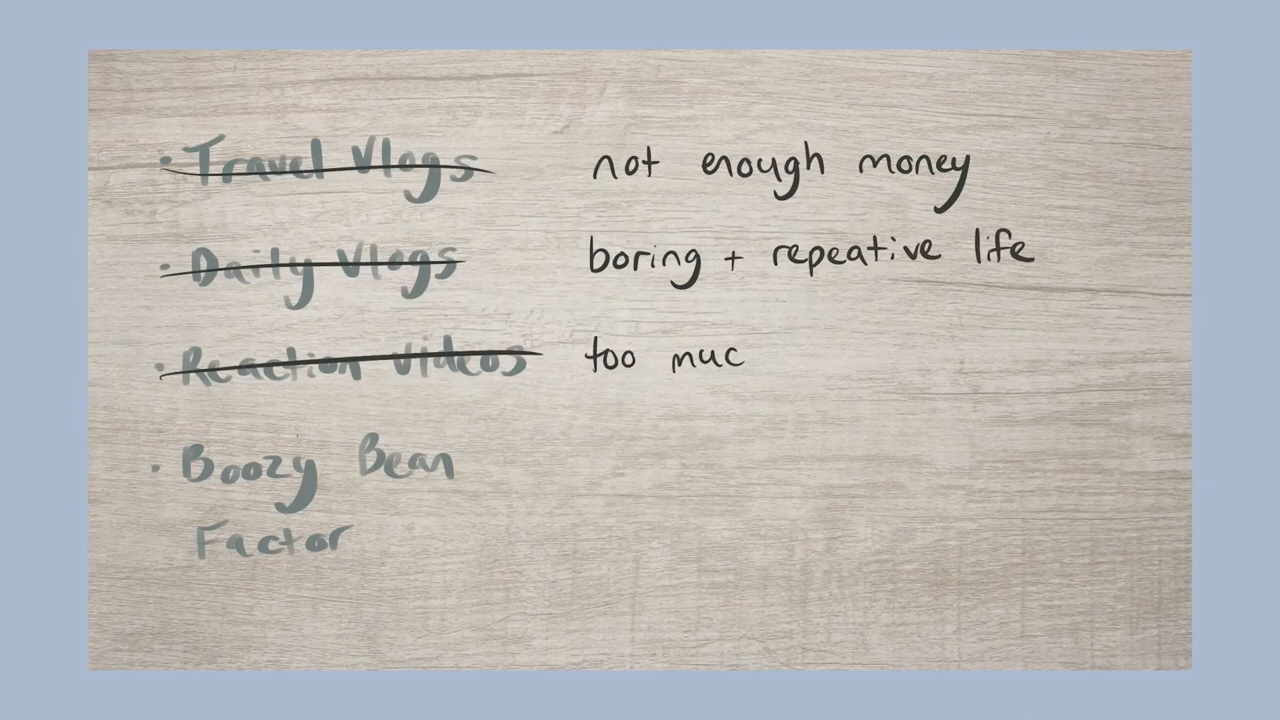 • Travel Vlogs not enough money
• Daily Vlogs boring + repeative life
• Reaction Videos too muc
• Boozy Bean
Factor